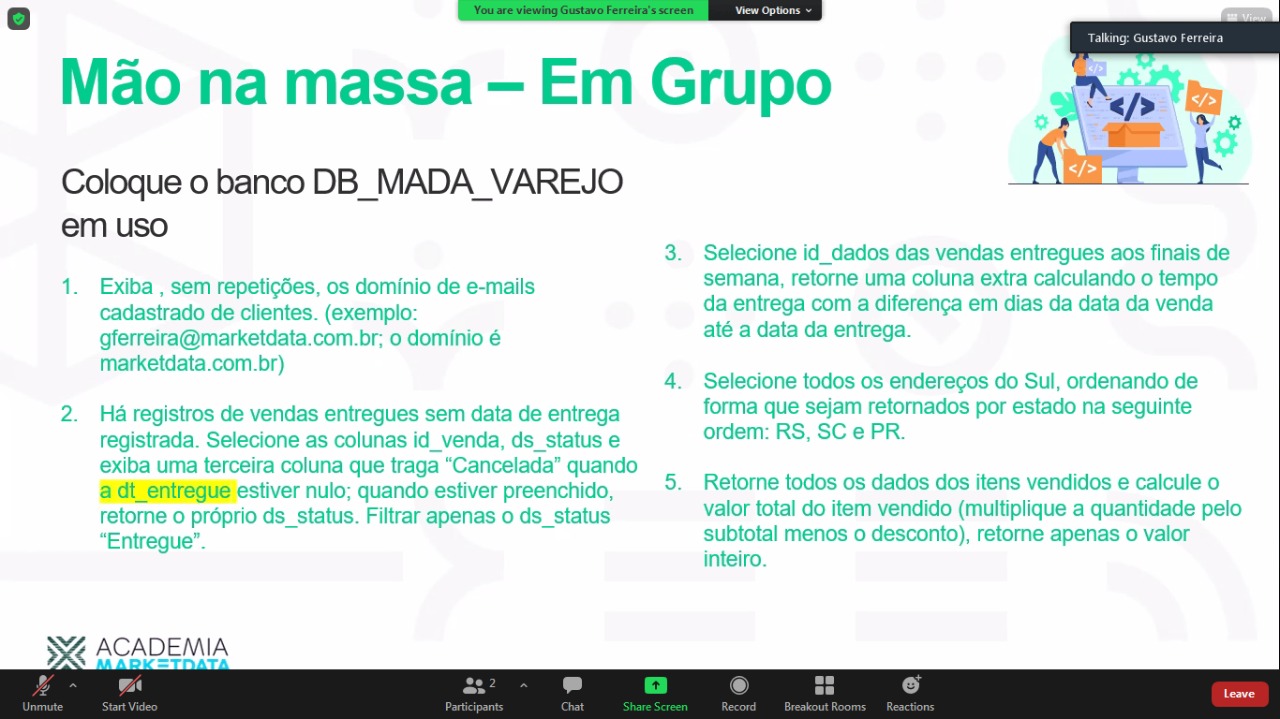 You are viewing Gustavo Ferreira's screen
View Options
View
Talking: Gustavo Ferreira
Mão na massa – Em Grupo
Coloque o banco DB_MADA_VAREJO
em uso
1. Exiba , sem repetições, os domínio de e-mails
cadastrado de clientes. (exemplo:
gferreira@marketdata.com.br; o domínio é
marketdata.com.br)
2. Há registros de vendas entregues sem data de entrega
registrada. Selecione as colunas id_venda, ds_status e
exiba uma terceira coluna que traga “Cancelada” quando
a dt_entregue estiver nulo; quando estiver preenchido,
retorne o próprio ds_status. Filtrar apenas o ds_status
“Entregue”.
3. Selecione id_dados das vendas entregues aos finais de
semana, retorne uma coluna extra calculando o tempo
da entrega com a diferença em dias da data da venda
até a data da entrega.
4. Selecione todos os endereços do Sul, ordenando de
forma que sejam retornados por estado na seguinte
ordem: RS, SC e PR.
5. Retorne todos os dados dos itens vendidos e calcule o
valor total do item vendido (multiplique a quantidade pelo
subtotal menos o desconto), retorne apenas o valor
inteiro.
</>
</>
</>
</>
ACADEMIA
MARKETDATA
Unmute
Start Video
Participants
2
Chat
Share Screen
Record
Breakout Rooms
Reactions
Leave